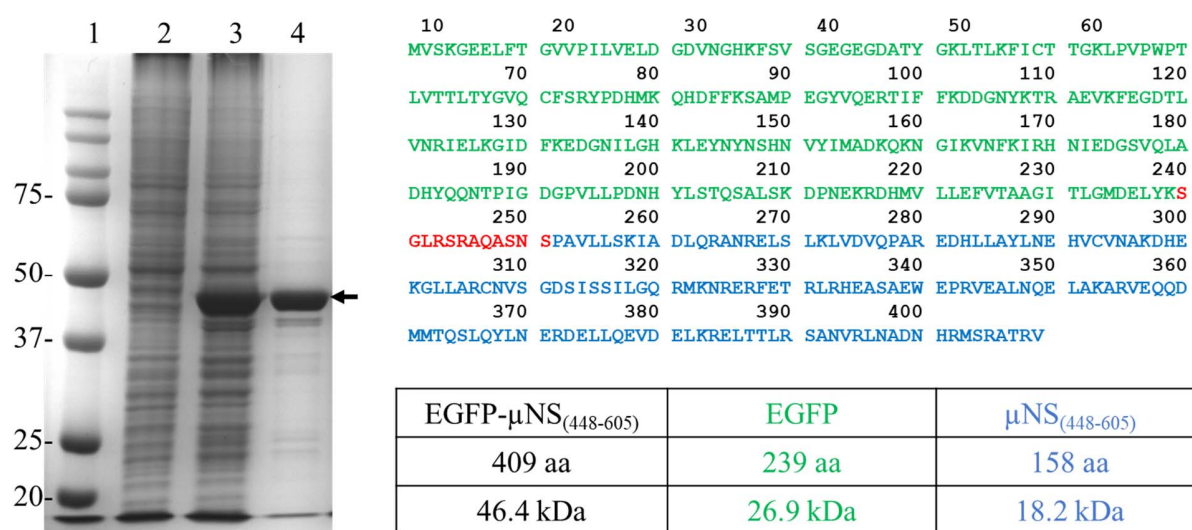 1 2 3 4
75-
50-
37-
25-
20-
10 20 30 40 50 60
MVSKGEELFT GVVPILVELD GDVNGHKFSV SGEGEGDATY GKLTLKFICT TGKLPVPWPT
70 80 90 100 110 120
LVTTLTYGVQ CFSRYPDHMK QHDFFKSAMP EGYVQERTIF FKDDGNYKTR AEVKFEGDTL
130 140 150 160 170 180
VNRIELKGID FKEDGNILGH KLEYNYNSHN VYIMADKQKN GIKVNFKIRH NIEDGSVQLA
190 200 210 220 230 240
DHYQQNTPIG DGPVLLPDNH YLSTQSALSK DPNEKRDHMV LLEFVTAAGI TLGMDELYKS
250 260 270 280 290 300
GLRSRAQASN SPAVLLSKIA DLQRANRELS LKLVDVQPAR EDHLLAYLNE HVCVNAKDHE
310 320 330 340 350 360
KGLLARCNVS GDSISSILGQ RMKNRERFET RLRHEASAEW EPRVEALNQE LAKARVEQQD
370 380 390 400
MMTQSLQYLN ERDELLQEVD ELKRELTTLR SANVRLNADN HRMSRATRV
EGFP-µNS(448-605) EGFP µNS(448-605)
409 aa 239 aa 158 aa
46.4 kDa 26.9 kDa 18.2 kDa